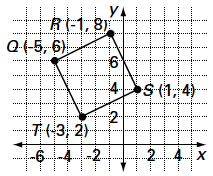 R (-1, 8) y
Q (-5, 6) 6
4 S (1, 4)
T (-3, 2) 2
-6 -4 -2 2 4 x